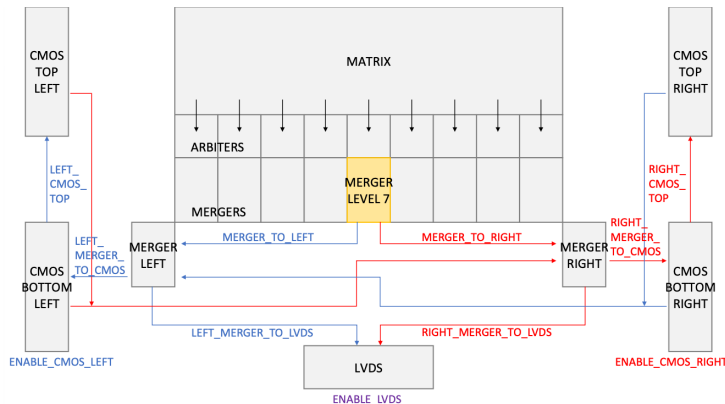 CMOS
TOP
LEFT
MATRIX
CMOS
TOP
RIGHT
ARBITERS
LEFT_
CMOS_
TOP
MERGER
LEVEL 7
RIGHT_
CMOS_
TOP
MERGERS
LEFT_
MERGER_
TO_CMOS
MERGER
LEFT
MERGER_TO_LEFT
MERGER_TO_RIGHT
MERGER
RIGHT
RIGHT_
MERGER_
TO_CMOS
CMOS
BOTTOM
LEFT
CMOS
BOTTOM
RIGHT
LEFT_MERGER_TO_LVDS
RIGHT_MERGER_TO_LVDS
ENABLE_CMOS_LEFT
LVDS
ENABLE_CMOS_RIGHT
ENABLE_LVDS